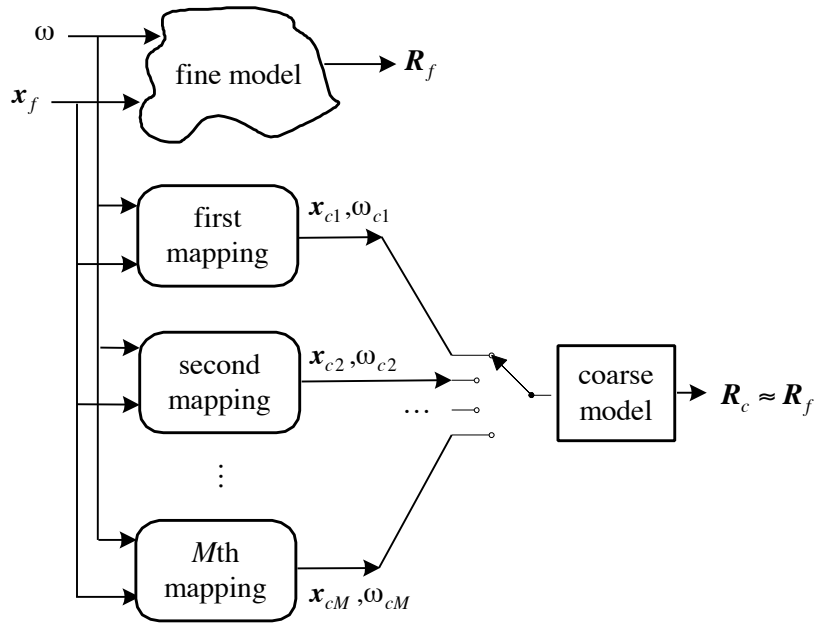 ω
fine model
R_f
x_f
first
mapping
x_c1,ω_c1
second
mapping
x_c2,ω_c2
...
coarse
model
R_c ≈ R_f
⋮
Mth
mapping
x_cM,ω_cM